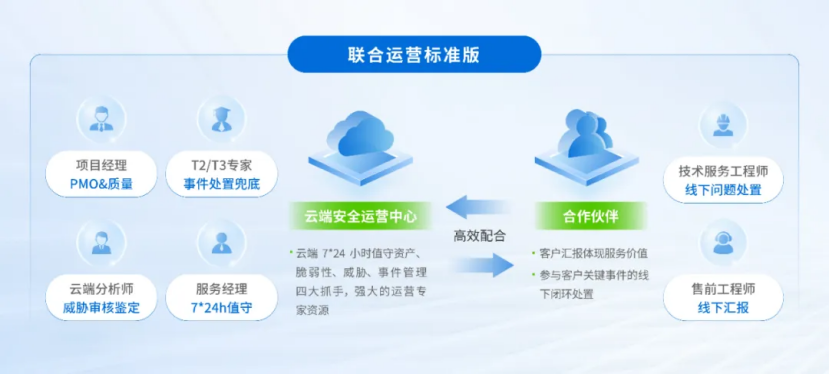 联合运营标准版
项目经理
PMO&质量
T2/T3专家
事件处置兜底
云端分析师
威胁审核鉴定
服务经理
7*24h值守
云端安全运营中心
• 云端 7*24 小时值守资产、
脆弱性、威胁、事件管理
四大抓手，强大的运营专
家资源
高效配合
合作伙伴
• 客户汇报体现服务价值
• 参与客户关键事件的线
下闭环处置
技术服务工程师
线下问题处置
售前工程师
线下汇报